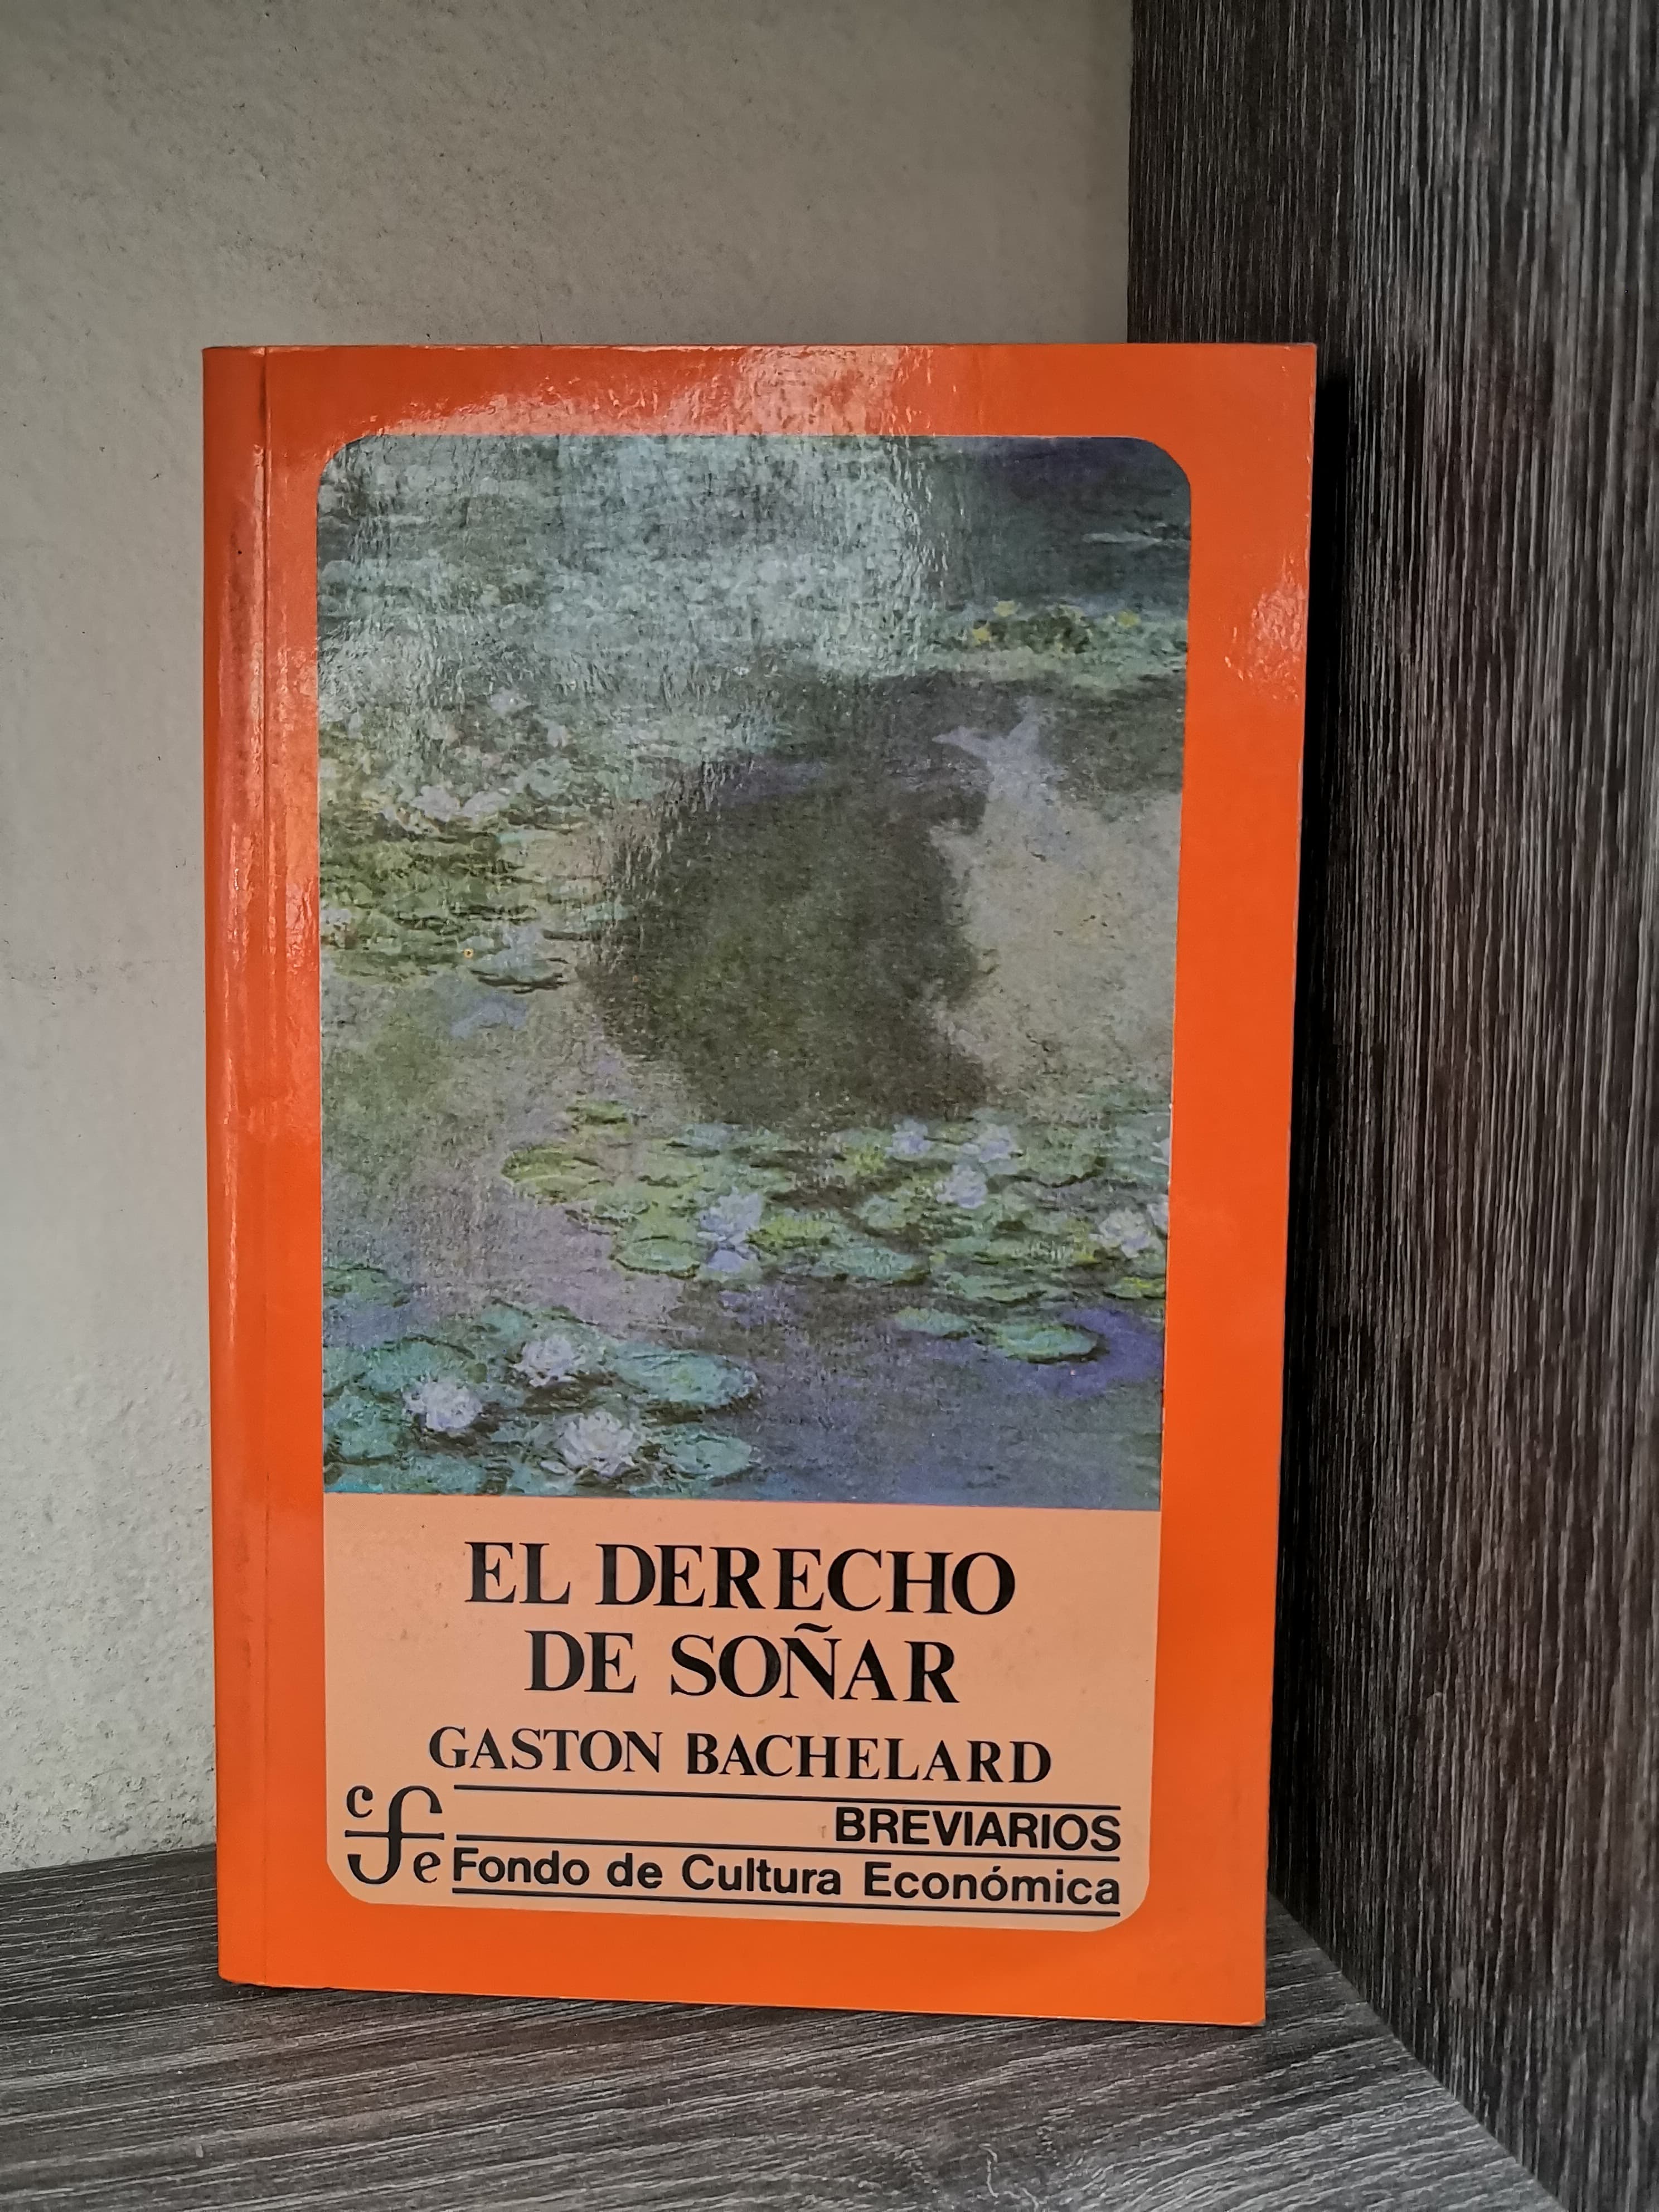 EL DERECHO
DE SOÑAR
GASTON BACHELARD
BREVIARIOS
cfe Fondo de Cultura Económica